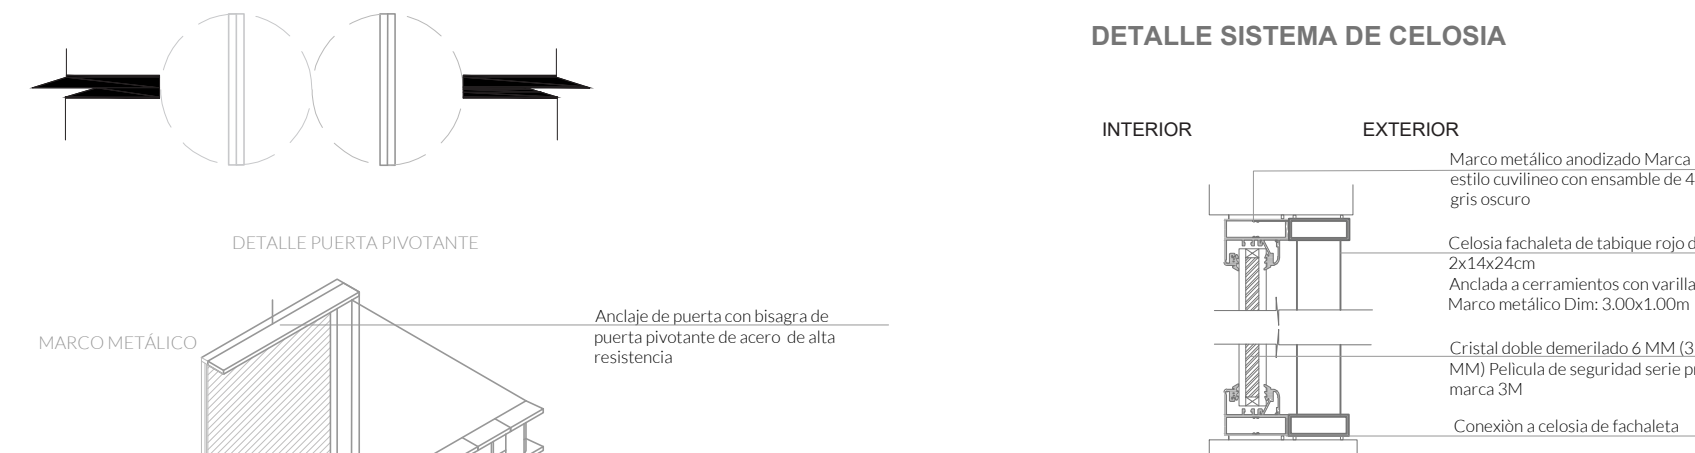 DETALLE SISTEMA DE CELOSIA
INTERIOR
EXTERIOR
Marco metálico anodizado Marca
estilo cuvilineo con ensamble de 4
gris oscuro
DETALLE PUERTA PIVOTANTE
Celosia fachaleta de tabique rojo d
2x14x24cm
Anclada a cerramientos con varilla
Marco metálico Dim: 3.00x1.00m
Anclaje de puerta con bisagra de
puerta pivotante de acero de alta
resistencia
MARCO METÁLICO
Cristal doble demerilado 6 MM (3
MM) Pelìcula de seguridad serie pr
marca 3M
Conexiòn a celosia de fachaleta